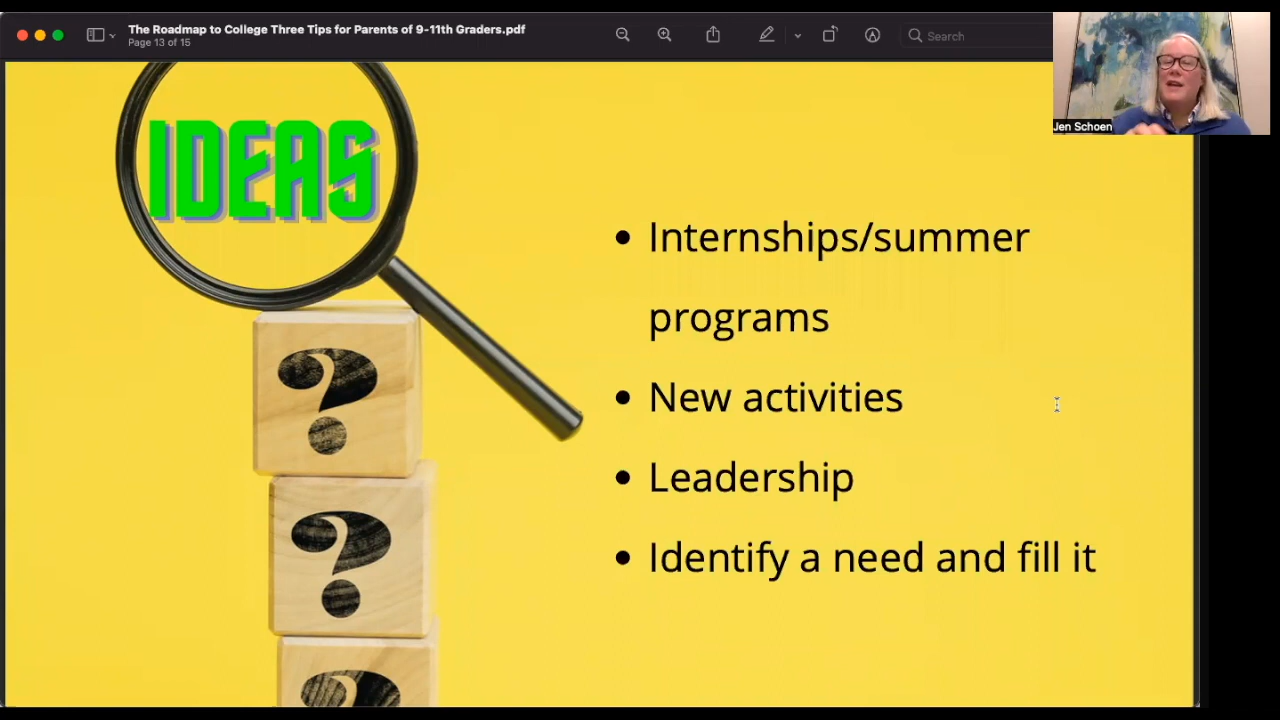 The Roadmap to College Three Tips for Parents of 9-11th Graders.pdf
Page 13 of 15
Search
Jen Schoen
IDEAS
• Internships/summer
programs
• New activities
• Leadership
• Identify a need and fill it
?
?
?